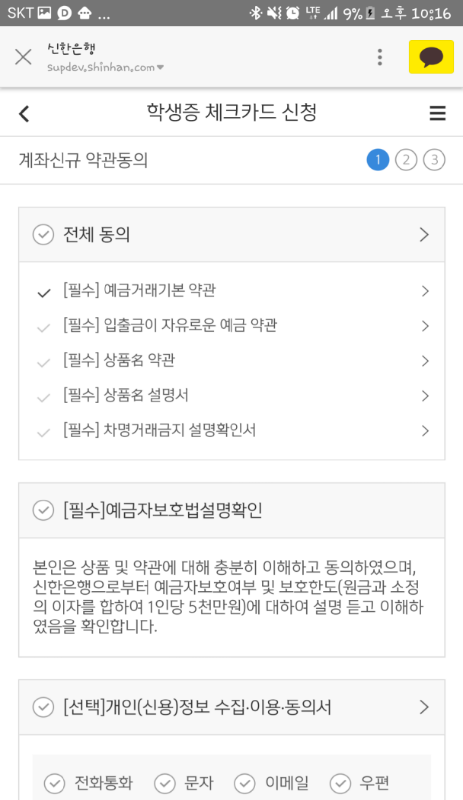 SKT ... LTE 9% 오후 10:16
신한은행
supdev.shinhan.com
학생증 체크카드 신청
계좌신규 약관동의 1 2 3
전체 동의
[필수] 예금거래기본 약관
[필수] 입출금이 자유로운 예금 약관
[필수] 상품명 약관
[필수] 상품명 설명서
[필수] 차명거래금지 설명확인서
[필수]예금자보호법설명확인
본인은 상품 및 약관에 대해 충분히 이해하고 동의하였으며,
신한은행으로부터 예금자보호여부 및 보호한도(원금과 소정
의 이자를 합하여 1인당 5천만원)에 대하여 설명 듣고 이해하
였음을 확인합니다.
[선택]개인(신용)정보 수집·이용·동의서
전화통화 문자 이메일 우편